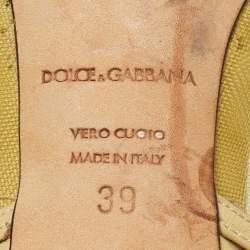 DOLCE & GABBANA
VERO CUOIO
MADE IN ITALY
39